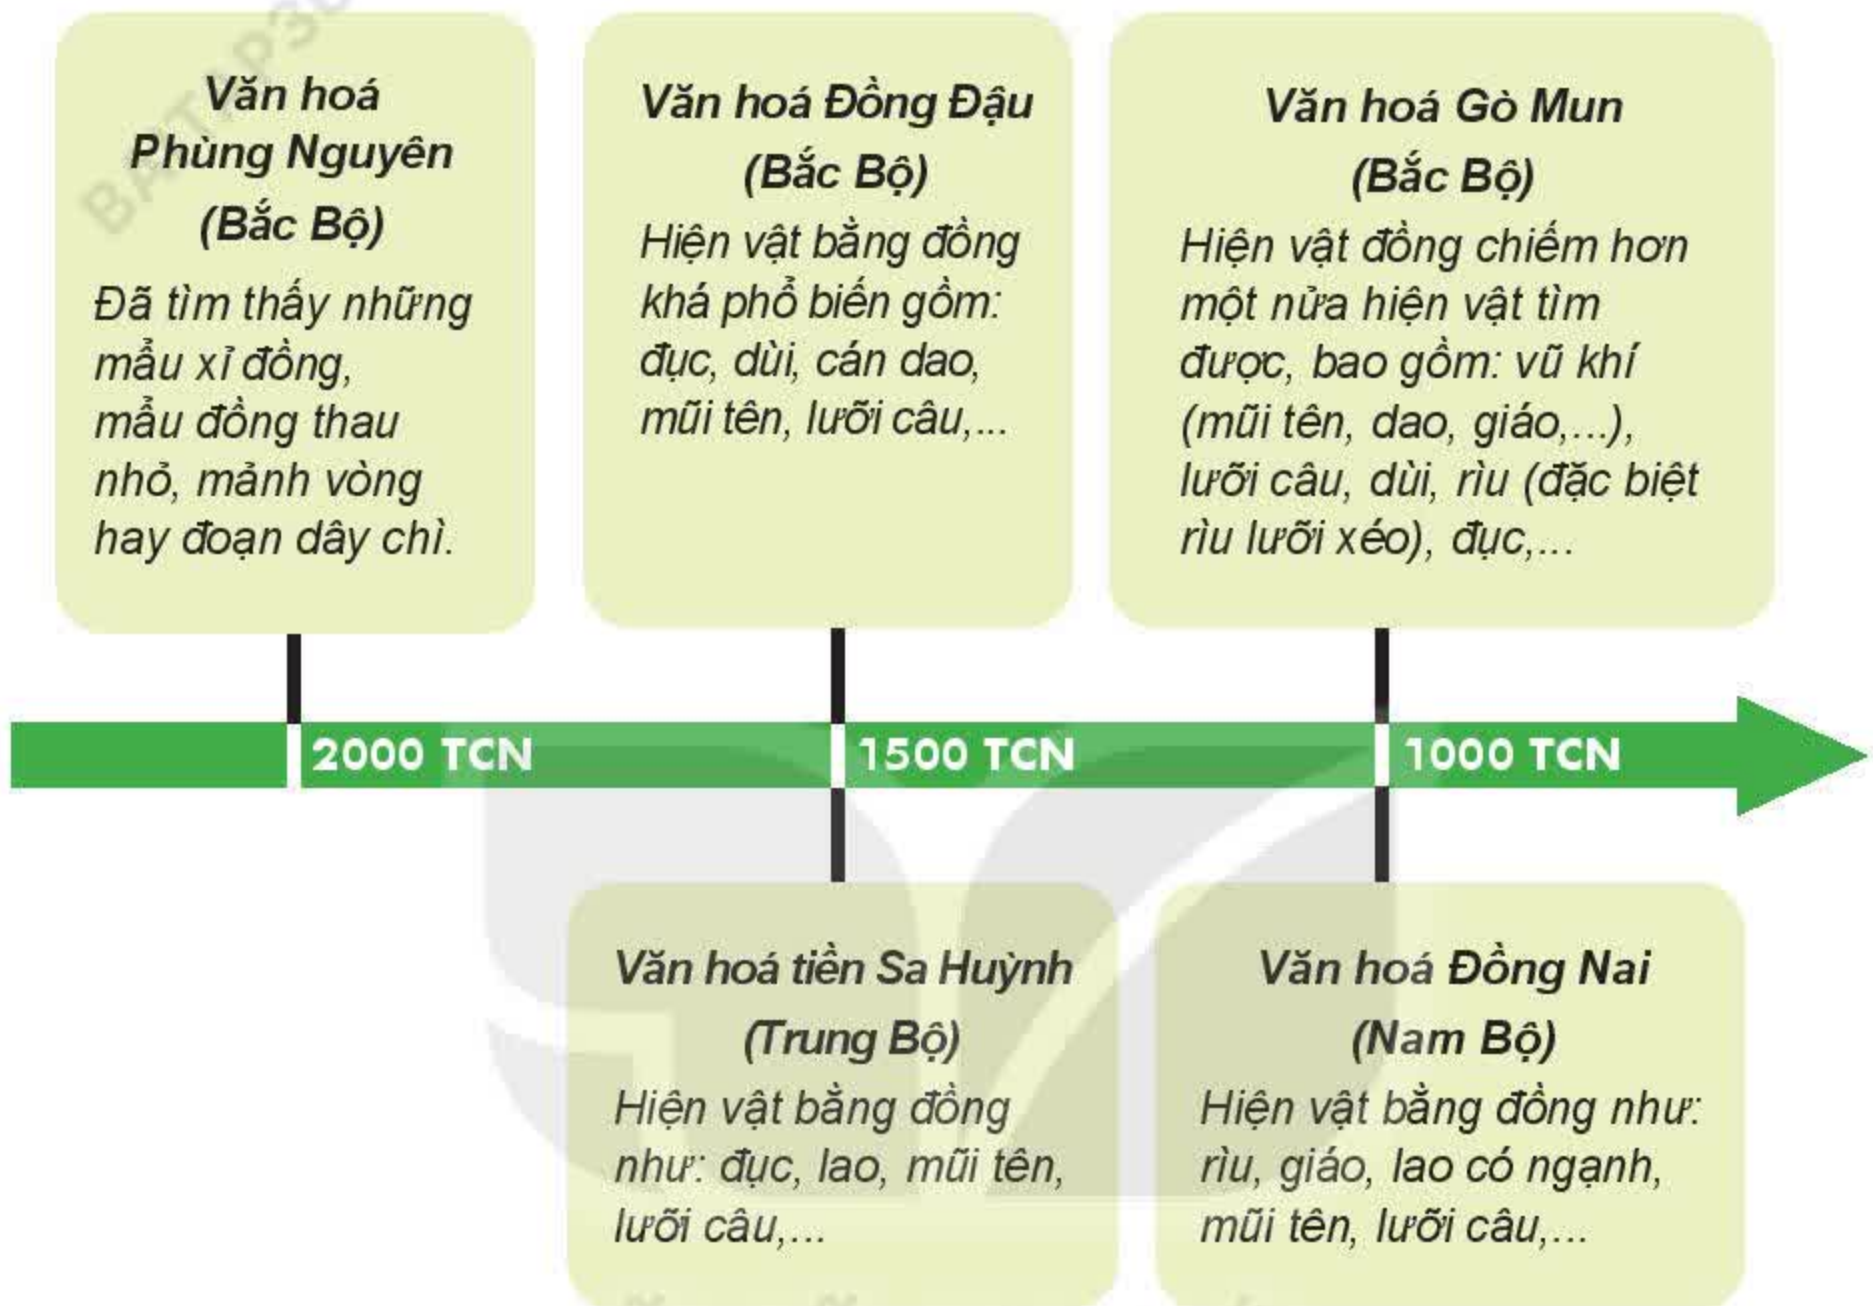 Văn hoá
Phùng Nguyên
(Bắc Bộ)
Đã tìm thấy những
mẩu xỉ đồng,
mẩu đồng thau
nhỏ, mảnh vòng
hay đoạn dây chì.
Văn hoá Đồng Đậu
(Bắc Bộ)
Hiện vật bằng đồng
khá phổ biến gồm:
đục, dùi, cán dao,
mũi tên, lưỡi câu,...
Văn hoá Gò Mun
(Bắc Bộ)
Hiện vật đồng chiếm hơn
một nửa hiện vật tìm
được, bao gồm: vũ khí
(mũi tên, dao, giáo,...),
lưỡi câu, dùi, rìu (đặc biệt
rìu lưỡi xéo), đục,...
2000 TCN
1500 TCN
1000 TCN
Văn hoá tiền Sa Huỳnh
(Trung Bộ)
Hiện vật bằng đồng
như: đục, lao, mũi tên,
lưỡi câu,...
Văn hoá Đồng Nai
(Nam Bộ)
Hiện vật bằng đồng như:
rìu, giáo, lao có ngạnh,
mũi tên, lưỡi câu,...